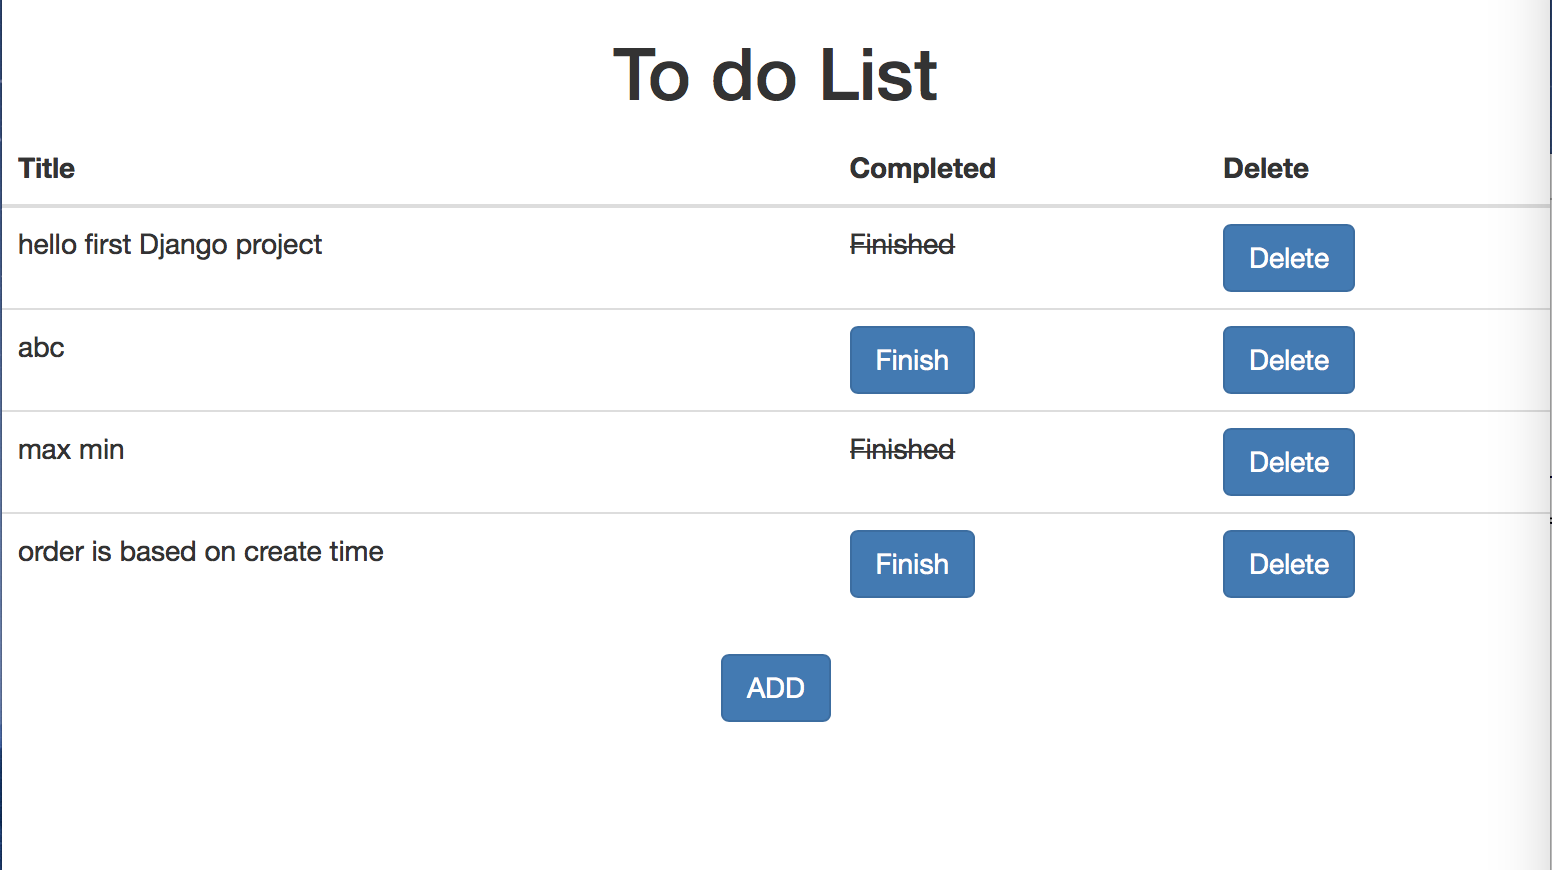 To do List
Title Completed Delete
hello first Django project Finished Delete
abc Finish Delete
max min Finished Delete
order is based on create time Finish Delete
ADD